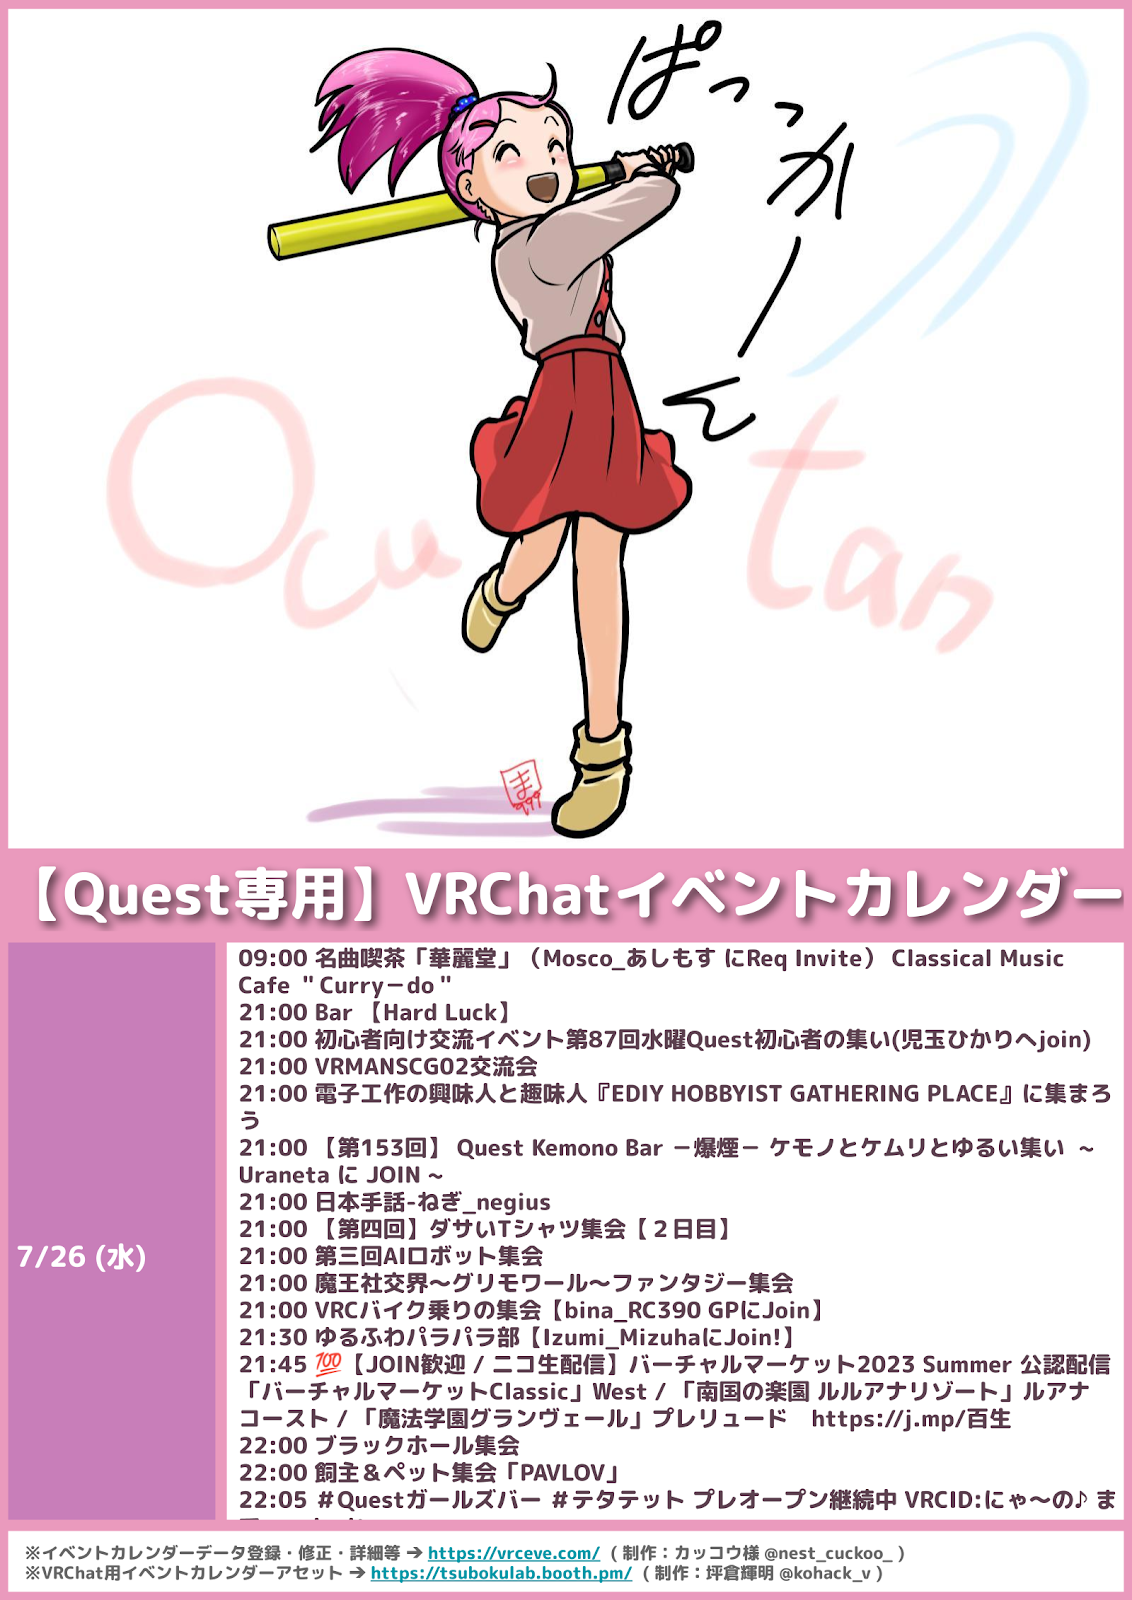 ぱっっかーん
Ocu tan
ま
999
【Quest専用】VRChatイベントカレンダー
7/26 (水)
09:00 名曲喫茶「華麗堂」（Mosco_あしもす にReq Invite） Classical Music
Cafe ＂Curry－do＂
21:00 Bar 【Hard Luck】
21:00 初心者向け交流イベント第87回水曜Quest初心者の集い(児玉ひかりへjoin)
21:00 VRMANSCG02交流会
21:00 電子工作の興味人と趣味人『EDIY HOBBYIST GATHERING PLACE』に集まろ
う
21:00 【第153回】 Quest Kemono Bar －爆煙－ ケモノとケムリとゆるい集い ～
Uraneta に JOIN ～
21:00 日本手話-ねぎ_negius
21:00 【第四回】ダサいTシャツ集会【２日目】
21:00 第三回AIロボット集会
21:00 魔王社交界～グリモワール～ファンタジー集会
21:00 VRCバイク乗りの集会【bina_RC390 GPにJoin】
21:30 ゆるふわパラパラ部【Izumi_MizuhaにJoin!】
21:45 💯【JOIN歓迎 / ニコ生配信】バーチャルマーケット2023 Summer 公認配信
「バーチャルマーケットClassic」West / 「南国の楽園 ルルアナリゾート」ルアナ
コースト / 「魔法学園グランヴェール」プレリュード　https://j.mp/百生
22:00 ブラックホール集会
22:00 飼主＆ペット集会「PAVLOV」
22:05 ＃Questガールズバー ＃テタテット プレオープン継続中 VRCID:にゃ～の♪ ま
※イベントカレンダーデータ登録・修正・詳細等 ➔ https://vrceve.com/ （制作：カッコウ様 @nest_cuckoo_ ）
※VRChat用イベントカレンダーアセット ➔ https://tsubokulab.booth.pm/ （制作：坪倉輝明 @kohack_v ）